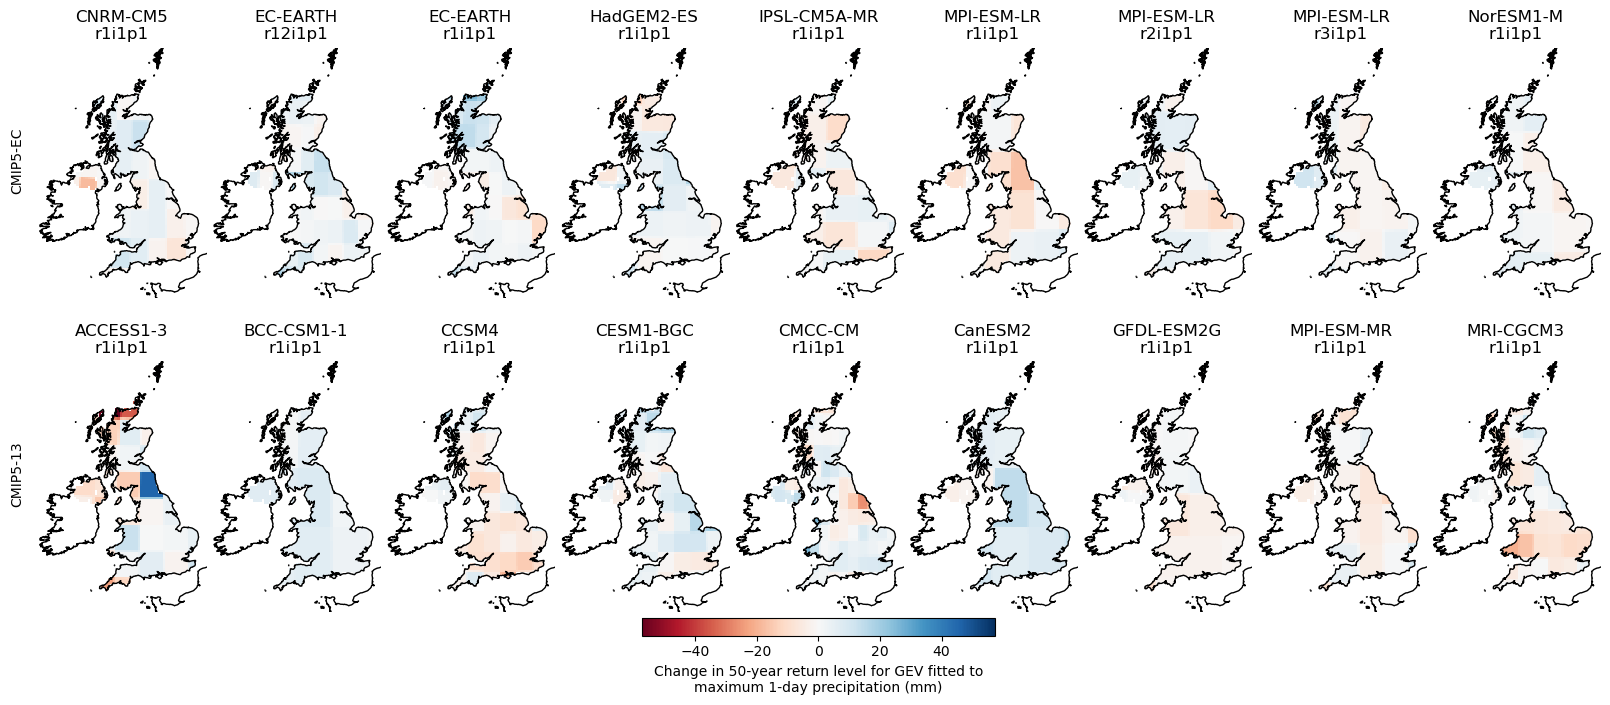 CNRM-CM5
r1i1p1
EC-EARTH
r12i1p1
EC-EARTH
r1i1p1
HadGEM2-ES
r1i1p1
IPSL-CM5A-MR
r1i1p1
MPI-ESM-LR
r1i1p1
MPI-ESM-LR
r2i1p1
MPI-ESM-LR
r3i1p1
NorESM1-M
r1i1p1
CMIP5-EC
ACCESS1-3
r1i1p1
BCC-CSM1-1
r1i1p1
CCSM4
r1i1p1
CESM1-BGC
r1i1p1
CMCC-CM
r1i1p1
CanESM2
r1i1p1
GFDL-ESM2G
r1i1p1
MPI-ESM-MR
r1i1p1
MRI-CGCM3
r1i1p1
CMIP5-13
−40 −20 0 20 40
Change in 50-year return level for GEV fitted to
maximum 1-day precipitation (mm)